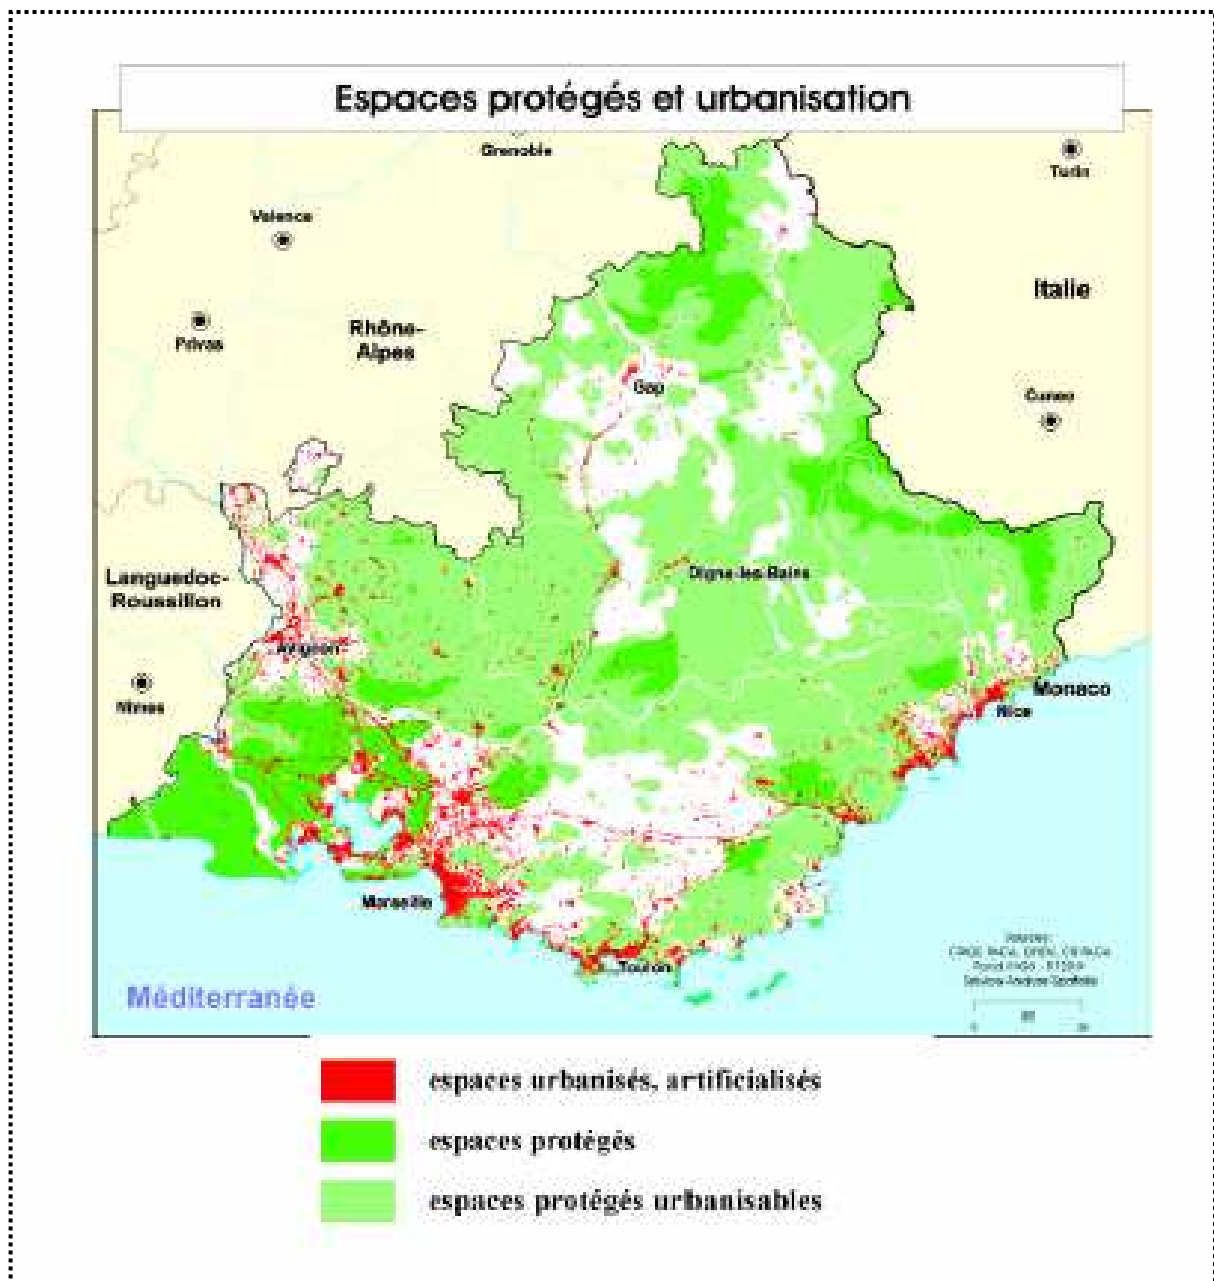 Espaces protégés et urbanisation
Grenoble
Turin
Valence
Italie
Privas
Rhône-
Alpes
Gap
Cuneo
Languedoc-
Roussillon
Digne-les-Bains
Avignon
Nîmes
Monaco
Nice
Marseille
Toulon
Sources:
Méditerranée
espaces urbanisés, artificialisés
espaces protégés
espaces protégés urbanisables